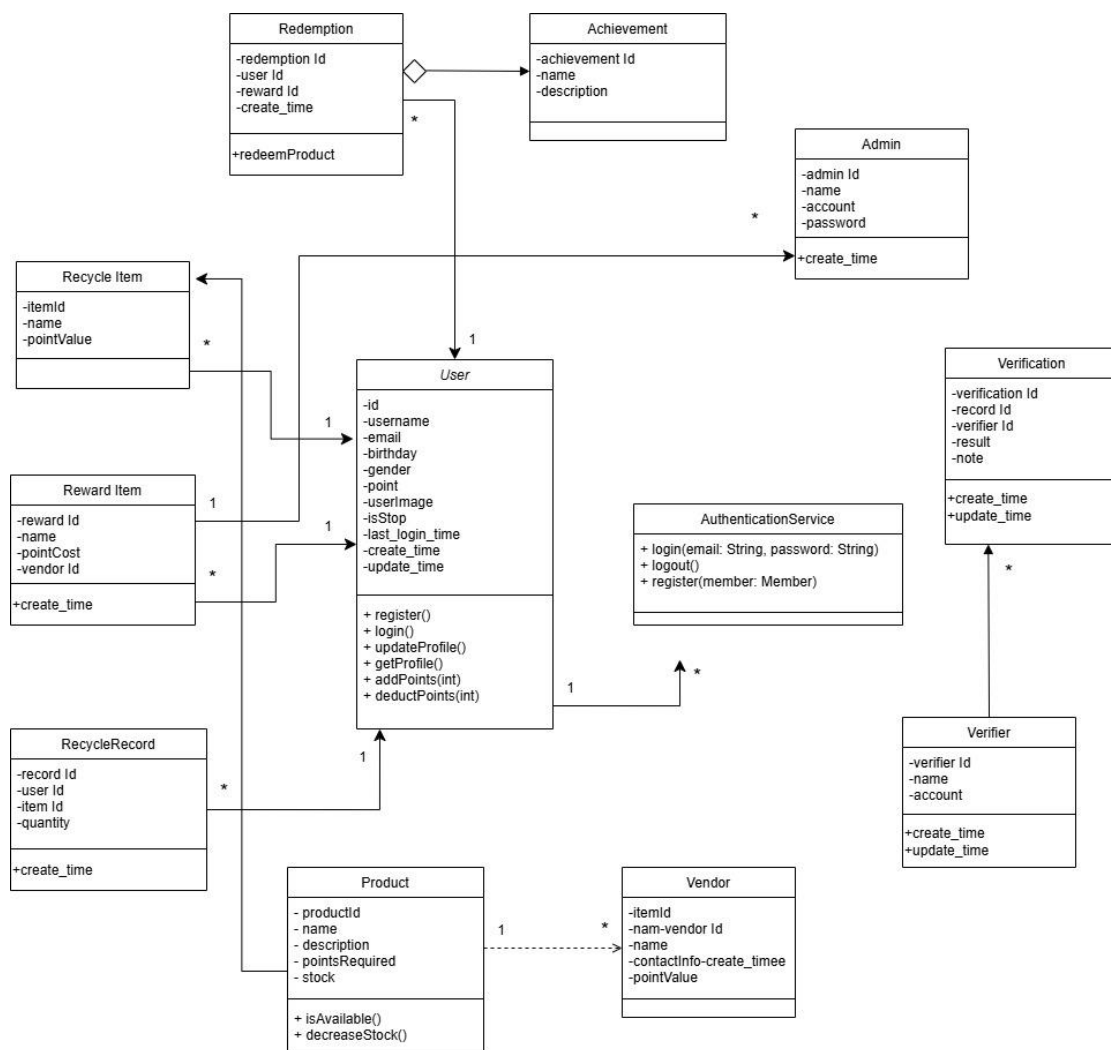 Redemption
-redemption Id
-user Id
-reward Id
-create_time
+redeemProduct
*
Achievement
-achievement Id
-name
-description
Admin
-admin Id
-name
-account
-password
+create_time
*
Recycle Item
-itemId
-name
-pointValue
*
1
1
User
-id
-username
-email
-birthday
-gender
-point
-userImage
-isStop
-last_login_time
-create_time
-update_time
+ register()
+ login()
+ updateProfile()
+ getProfile()
+ addPoints(int)
+ deductPoints(int)
Verification
-verification Id
-record Id
-verifier Id
-result
-note
+create_time
+update_time
*
Reward Item
-reward Id
-name
-pointCost
-vendor Id
+create_time
1
*
1
AuthenticationService
+ login(email: String, password: String)
+ logout()
+ register(member: Member)
1
*
RecycleRecord
-record Id
-user Id
-item Id
-quantity
+create_time
*
1
Verifier
-verifier Id
-name
-account
+create_time
+update_time
Product
- productId
- name
- description
- pointsRequired
- stock
+ isAvailable()
+ decreaseStock()
1
*
Vendor
-itemId
-nam-vendor Id
-name
-contactInfo-create_timee
-pointValue